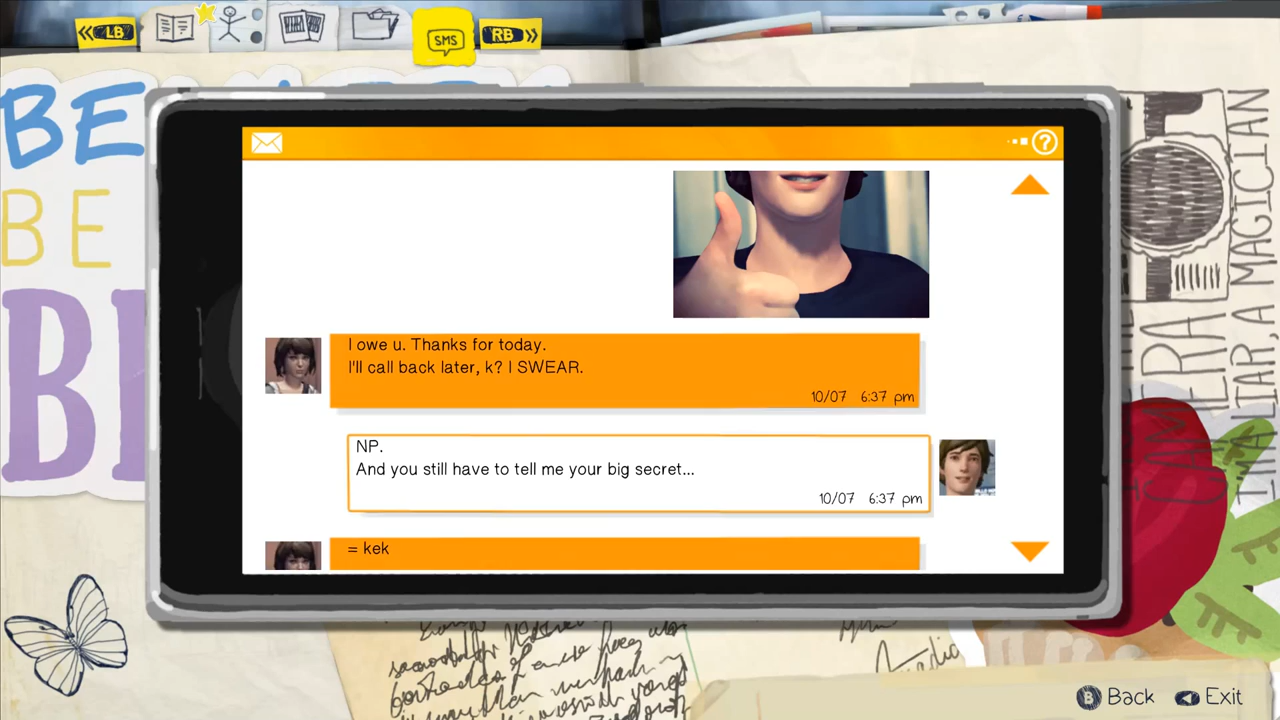 LB
SMS
RB
BE
BE
I owe u. Thanks for today.
I'll call back later, k? I SWEAR.
10/07 6:37 pm
NP.
And you still have to tell me your big secret...
10/07 6:37 pm
= kek
?
A MAGICIAN
B Back
Exit